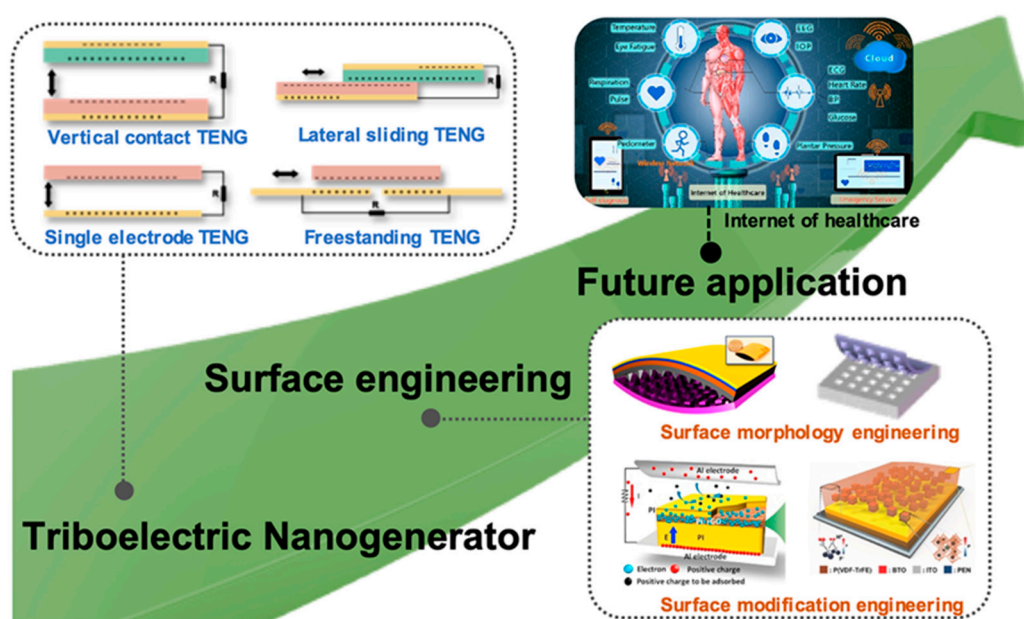 R
R
Vertical contact TENG
Lateral sliding TENG
R
R
Single electrode TENG
Freestanding TENG
Temperature
Eye Fatigue
EEG
IOP
Cloud
Respiration
Pulse
ECG
Heart Rate
BP
Glucose
Pedometer
Plantar Pressure
Internet of Healthcare
Internet of healthcare
Future application
Surface engineering
Surface morphology engineering
Al electrode
PI
E
PI
Al electrode
Electron
Positive charge
Positive charge to be adsorbed
: P(VDF-TrFE)
: BTO
: ITO
: PEN
Surface modification engineering
Triboelectric Nanogenerator